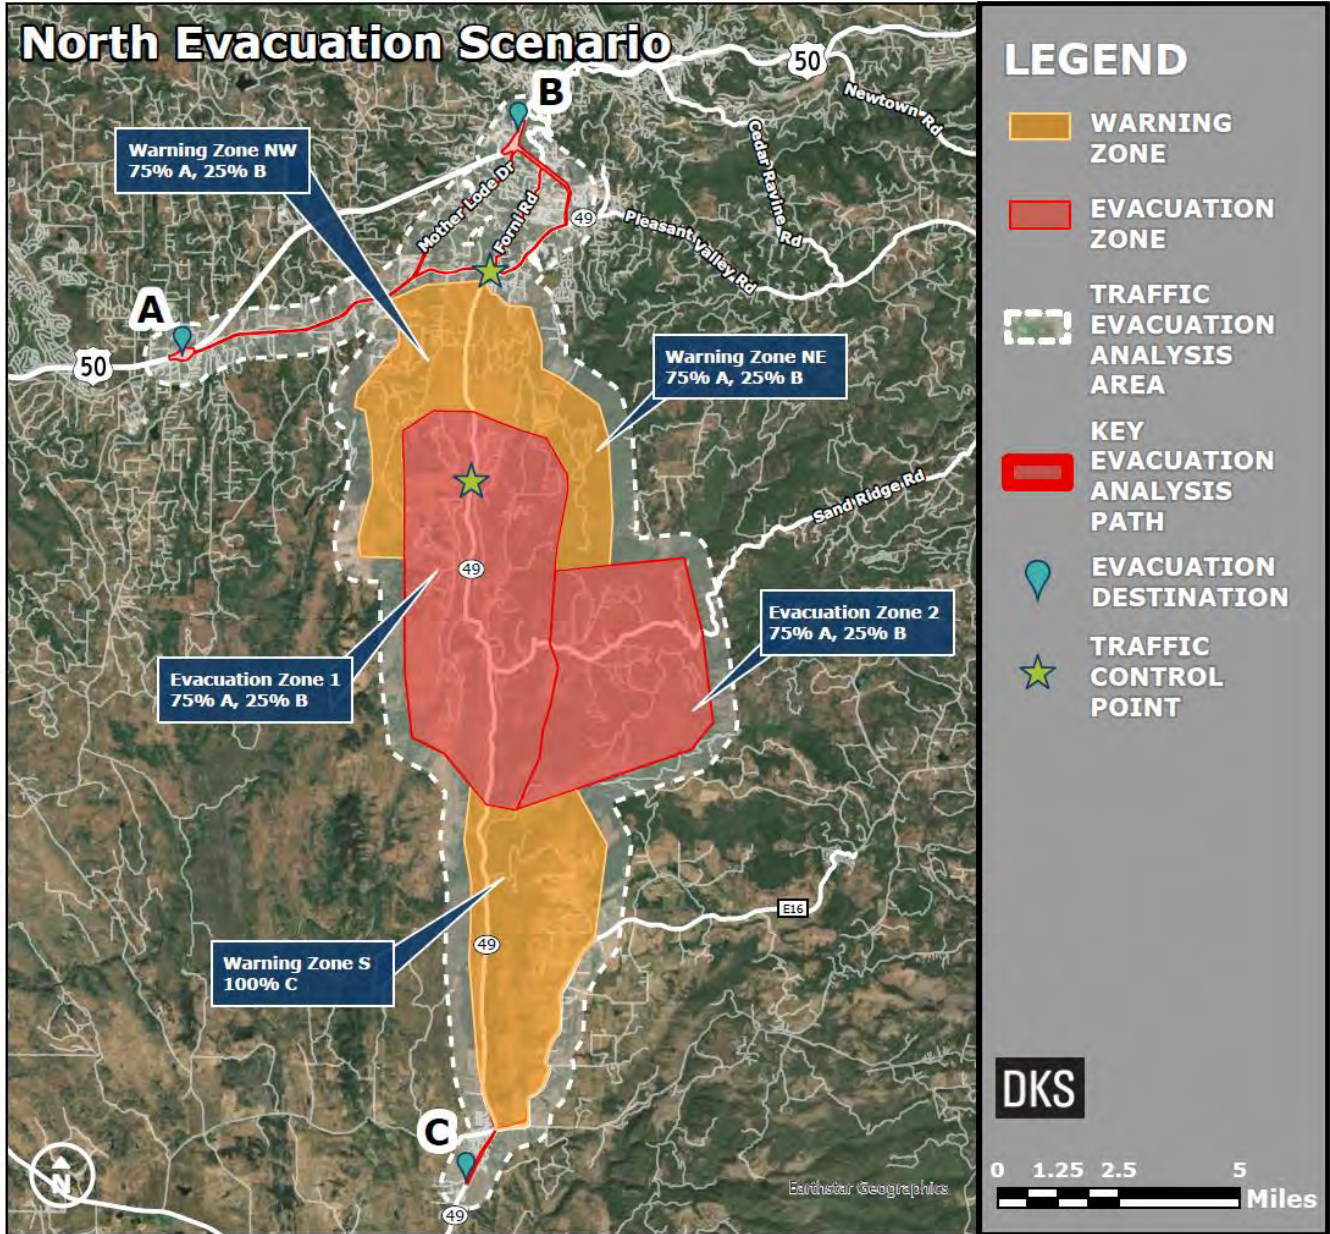 North Evacuation Scenario
B
50
Newtown Rd
Cedar Ravine Rd
Warning Zone NW
75% A, 25% B
Mother Lode Dr
Forni Rd
49
Pleasant Valley Rd
A
50
Warning Zone NE
75% A, 25% B
Sand Ridge Rd
49
Evacuation Zone 2
75% A, 25% B
Evacuation Zone 1
75% A, 25% B
E16
49
Warning Zone S
100% C
C
N
49
Earthstar Geographics
LEGEND
WARNING
ZONE
EVACUATION
ZONE
TRAFFIC
EVACUATION
ANALYSIS
AREA
KEY
EVACUATION
ANALYSIS
PATH
EVACUATION
DESTINATION
TRAFFIC
CONTROL
POINT
DKS
0 1.25 2.5 5
Miles